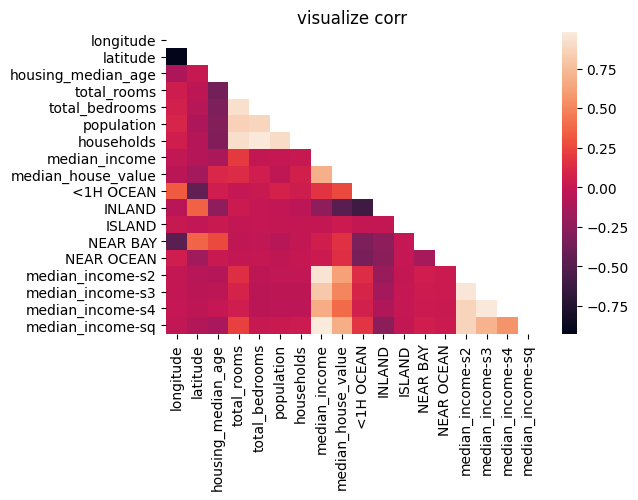 visualize corr
longitude
latitude
housing_median_age
total_rooms
total_bedrooms
population
households
median_income
median_house_value
<1H OCEAN
INLAND
ISLAND
NEAR BAY
NEAR OCEAN
median_income-s2
median_income-s3
median_income-s4
median_income-sq
longitude
latitude
housing_median_age
total_rooms
total_bedrooms
population
households
median_income
median_house_value
<1H OCEAN
INLAND
ISLAND
NEAR BAY
NEAR OCEAN
median_income-s2
median_income-s3
median_income-s4
median_income-sq
0.75
0.50
0.25
0.00
−0.25
−0.50
−0.75